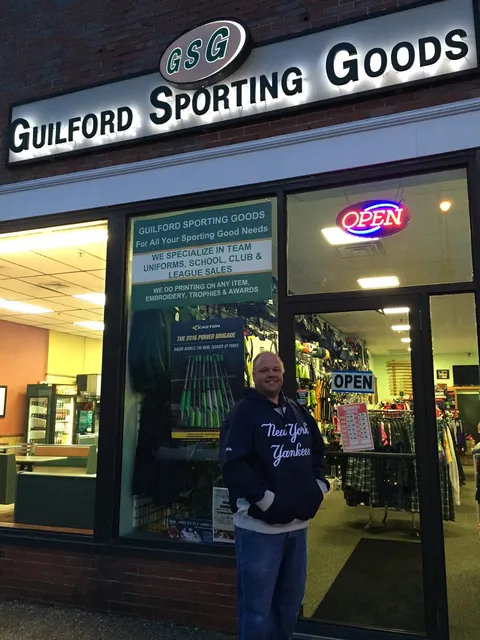 GSG
GUILFORD SPORTING GOODS
OPEN
GUILFORD SPORTING GOODS
For All Your Sporting Good Needs
WE SPECIALIZE IN TEAM
UNIFORMS, SCHOOL, CLUB &
LEAGUE SALES
WE DO PRINTING ON ANY ITEM,
EMBROIDERY, TROPHIES & AWARDS
EASTON
THE 2016 POWER BRIGADE
OPEN
New York
Yankees